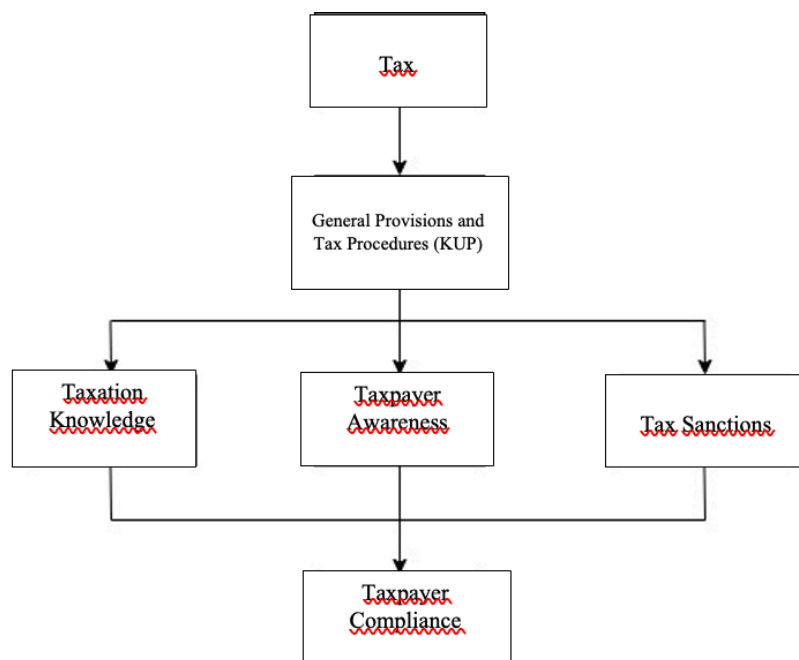 Tax
General Provisions and
Tax Procedures (KUP)
Taxation
Knowledge
Taxpayer
Awareness
Tax Sanctions
Taxpayer
Compliance